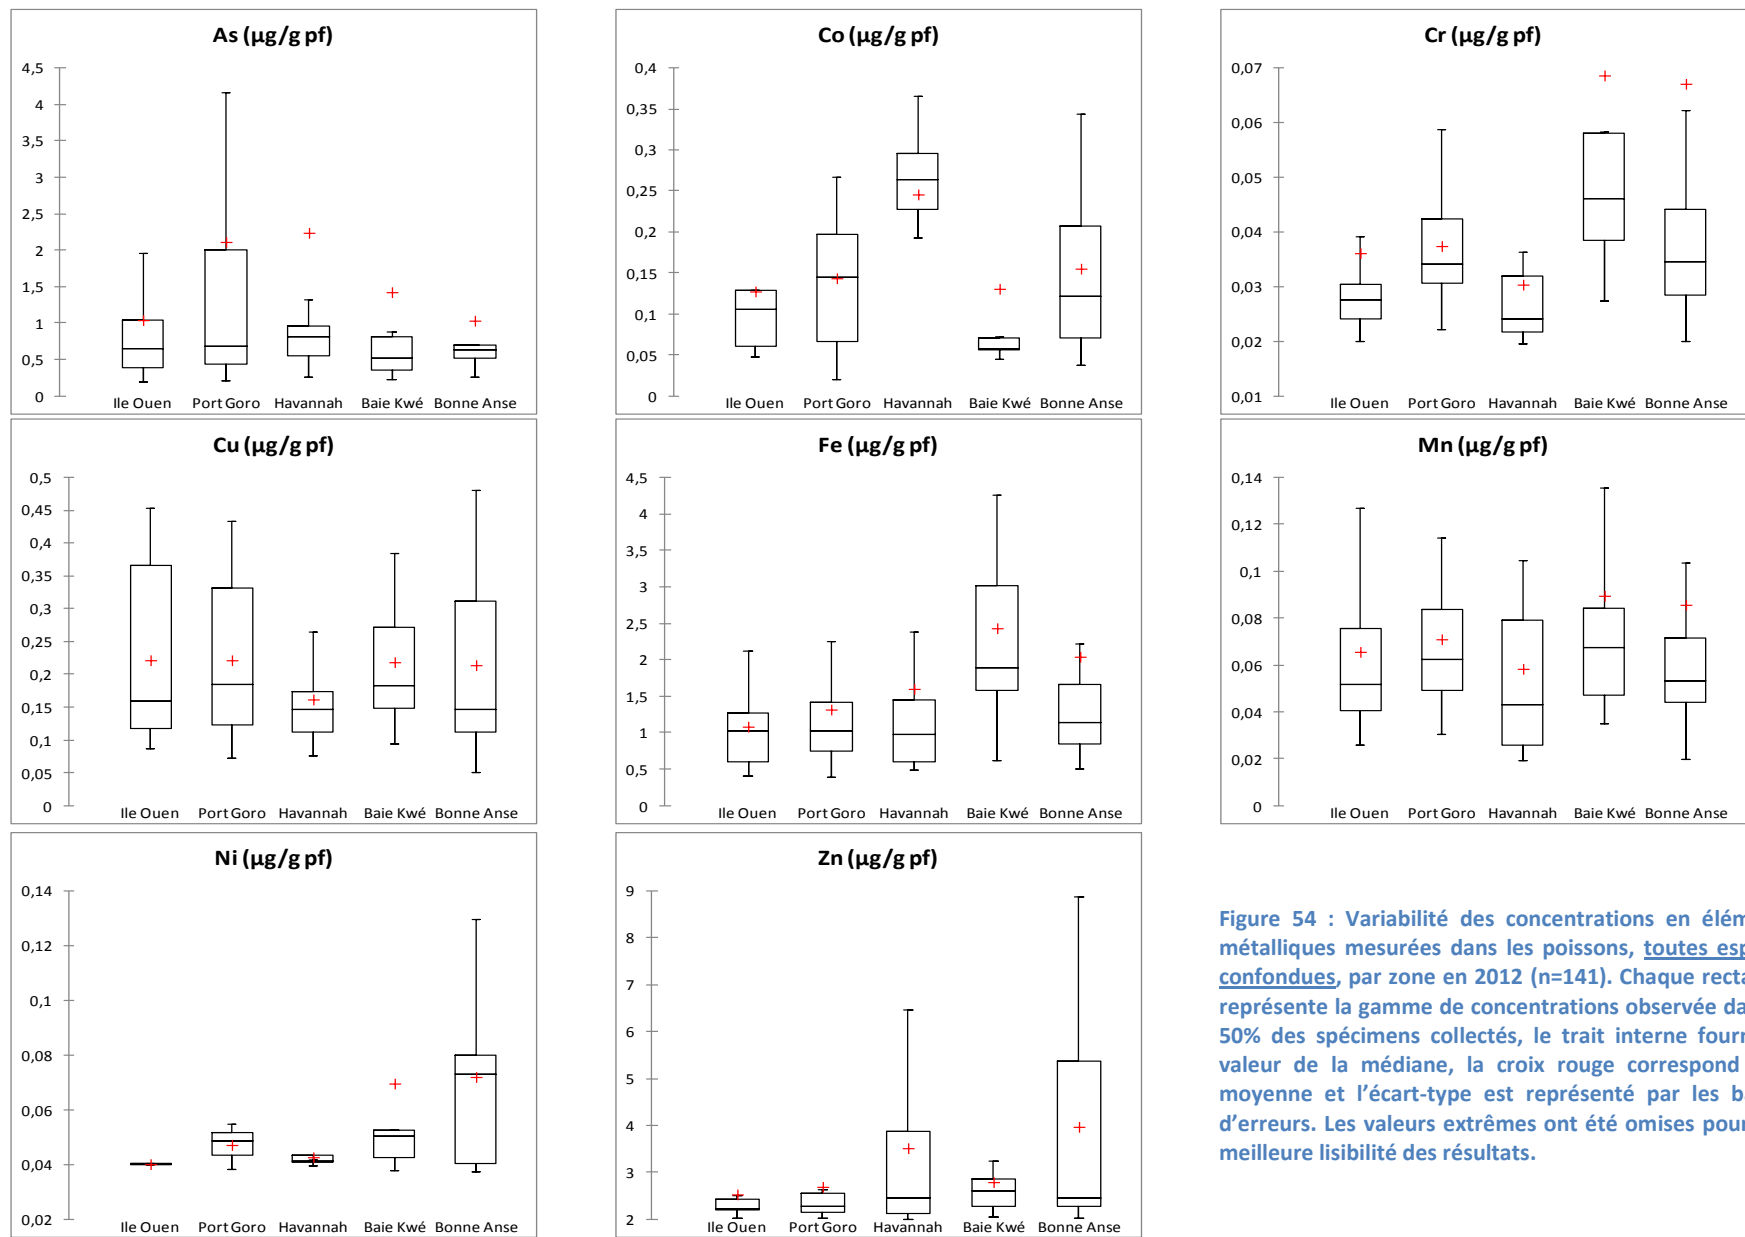 As (µg/g pf)
4,5
4
3,5
3
2,5
2
1,5
1
0,5
0
Ile Ouen Port Goro Havannah Baie Kwé Bonne Anse
Co (µg/g pf)
0,4
0,35
0,3
0,25
0,2
0,15
0,1
0,05
0
Ile Ouen Port Goro Havannah Baie Kwé Bonne Anse
Cr (µg/g pf)
0,07
0,06
0,05
0,04
0,03
0,02
0,01
Ile Ouen Port Goro Havannah Baie Kwé Bonne Anse
Cu (µg/g pf)
0,5
0,45
0,4
0,35
0,3
0,25
0,2
0,15
0,1
0,05
0
Ile Ouen Port Goro Havannah Baie Kwé Bonne Anse
Fe (µg/g pf)
4,5
4
3,5
3
2,5
2
1,5
1
0,5
0
Ile Ouen Port Goro Havannah Baie Kwé Bonne Anse
Mn (µg/g pf)
0,14
0,12
0,1
0,08
0,06
0,04
0,02
0
Ile Ouen Port Goro Havannah Baie Kwé Bonne Anse
Ni (µg/g pf)
0,14
0,12
0,1
0,08
0,06
0,04
0,02
Ile Ouen Port Goro Havannah Baie Kwé Bonne Anse
Zn (µg/g pf)
9
8
7
6
5
4
3
2
Ile Ouen Port Goro Havannah Baie Kwé Bonne Anse
Figure 54 : Variabilité des concentrations en
métalliques mesurées dans les poissons, toutes
confondues, par zone en 2012 (n=141). Chaque
représente la gamme de concentrations observée
50% des spécimens collectés, le trait interne
valeur de la médiane, la croix rouge correspond
moyenne et l'écart-type est représenté par les
d'erreurs. Les valeurs extrêmes ont été omises pour
meilleure lisibilité des résultats.